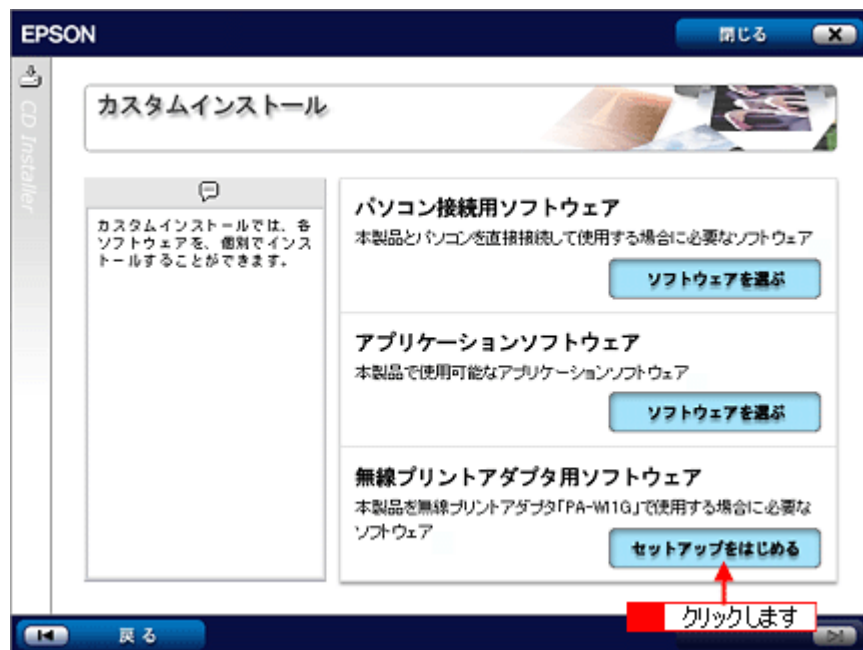 EPSON
閉じる
CD Installer
カスタムインストール
カスタムインストールでは、各
ソフトウェアを、個別でインス
トールすることができます。
パソコン接続用ソフトウェア
本製品とパソコンを直接接続して使用する場合に必要なソフトウェア
ソフトウェアを選ぶ
アプリケーションソフトウェア
本製品で使用可能なアプリケーションソフトウェア
ソフトウェアを選ぶ
無線プリントアダプタ用ソフトウェア
本製品を無線プリントアダプタ「PA-W11G」で使用する場合に必要な
ソフトウェア
セットアップをはじめる
クリックします
戻る